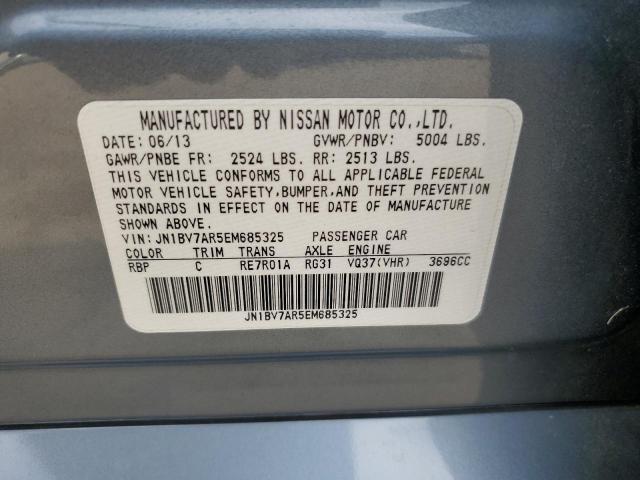 MANUFACTURED BY NISSAN MOTOR CO.,LTD.
DATE: 06/13 GVWR/PNBV: 5004 LBS.
GAWR/PNBE FR: 2524 LBS. RR: 2513 LBS.
THIS VEHICLE CONFORMS TO ALL APPLICABLE FEDERAL
MOTOR VEHICLE SAFETY,BUMPER,AND THEFT PREVENTION
STANDARDS IN EFFECT ON THE DATE OF MANUFACTURE
SHOWN ABOVE.
VIN:JN1BV7AR5EM685325 PASSENGER CAR
COLOR TRIM TRANS AXLE ENGINE
RBP C RE7R01A RG31 VQ37(VHR) 3696CC
JN1BV7AR5EM685325